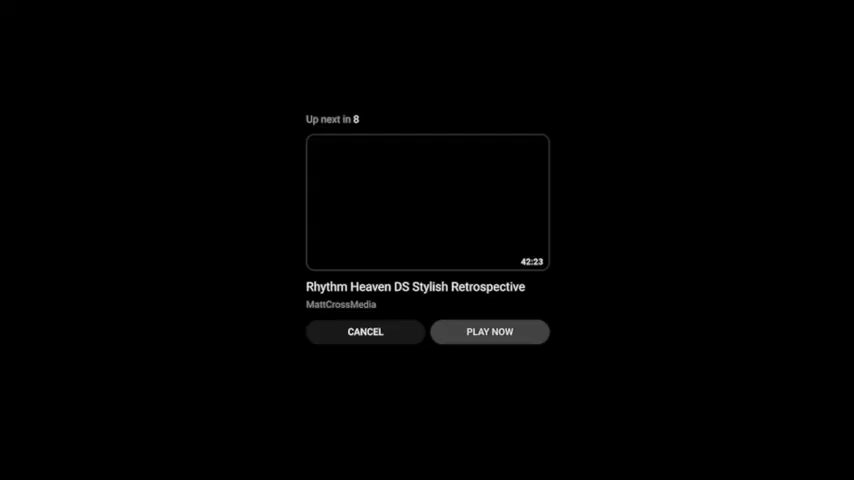 Up next in 8
42:23
Rhythm Heaven DS Stylish Retrospective
MattCrossMedia
CANCEL PLAY NOW